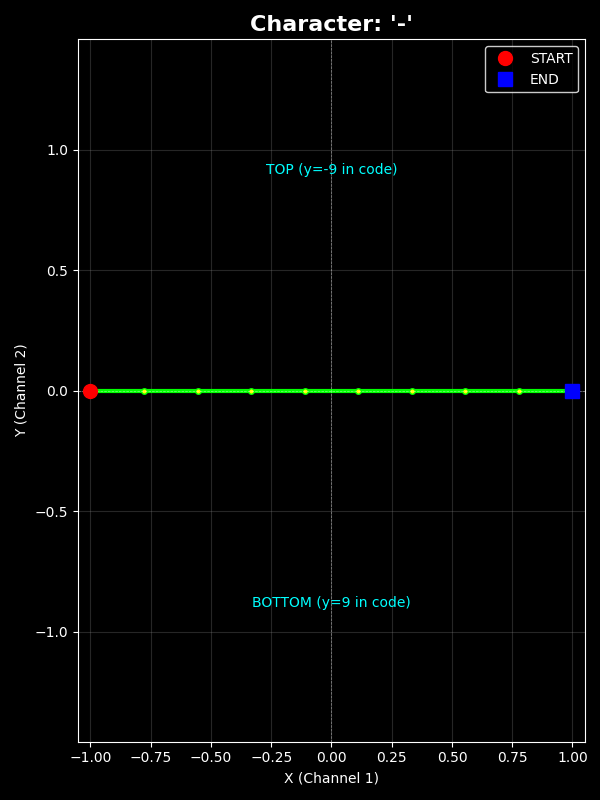 Character: '-'
START
END
1.0
TOP (y=-9 in code)
0.5
0.0
Y (Channel 2)
−0.5
BOTTOM (y=9 in code)
−1.0
−1.00 −0.75 −0.50 −0.25 0.00 0.25 0.50 0.75 1.00
X (Channel 1)